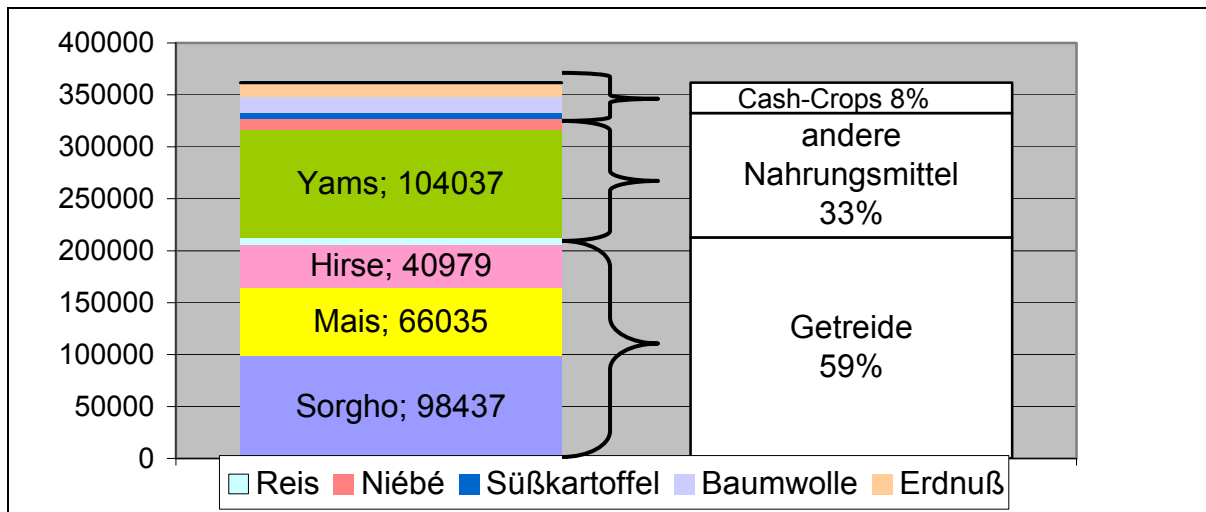 400000
350000
300000
250000
200000
150000
100000
50000
0
Yams; 104037
Hirse; 40979
Mais; 66035
Sorgho; 98437
Cash-Crops 8%
andere
Nahrungsmittel
33%
Getreide
59%
Reis Niébé Süßkartoffel Baumwolle Erdnuß